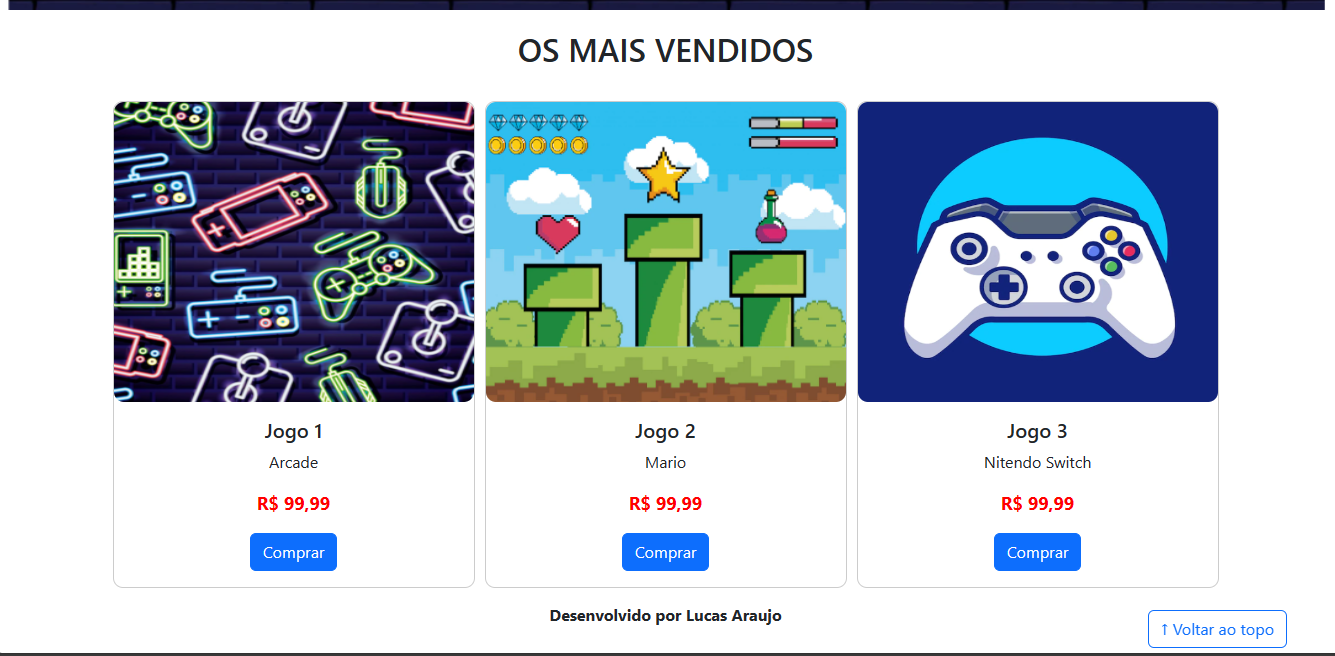 OS MAIS VENDIDOS
Jogo 1
Arcade
R$ 99,99
Comprar
Jogo 2
Mario
R$ 99,99
Comprar
Jogo 3
Nitendo Switch
R$ 99,99
Comprar
Desenvolvido por Lucas Araujo
↑ Voltar ao topo